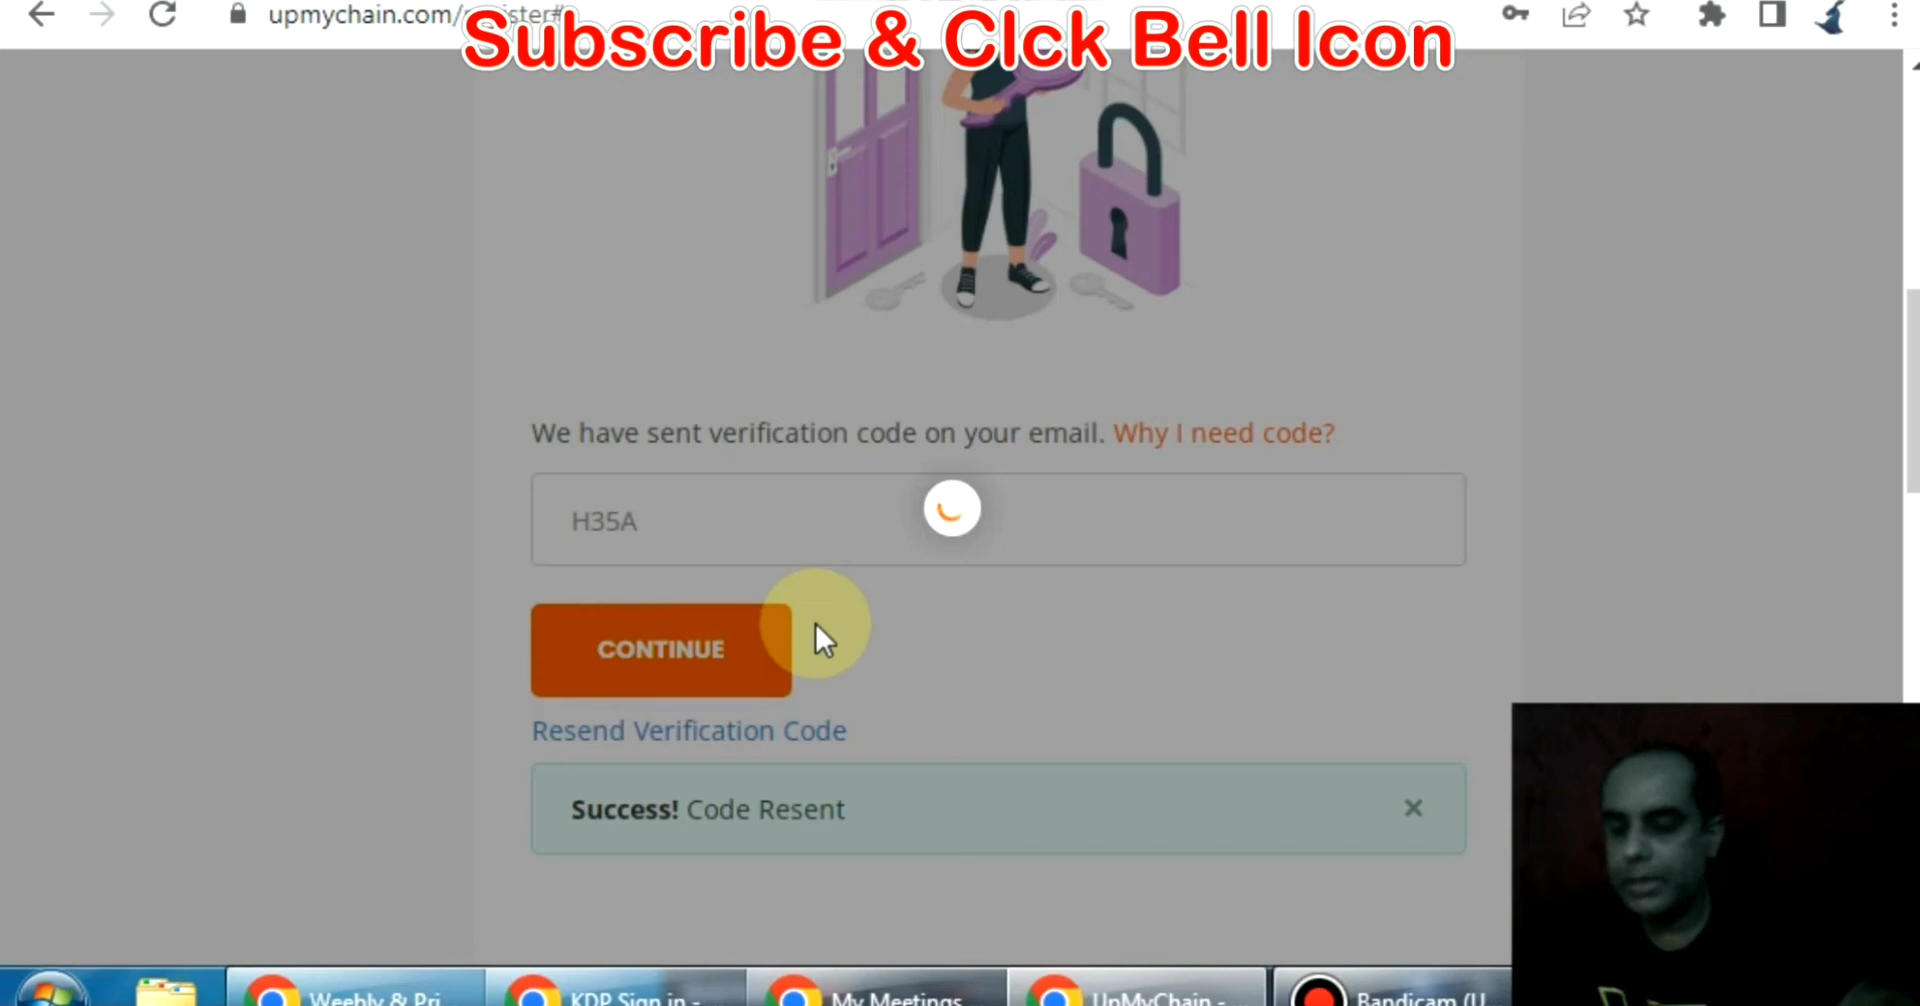 upmychain.com/register#
Subscribe & Clck Bell Icon
We have sent verification code on your email. Why I need code?
H35A
CONTINUE
Resend Verification Code
Success! Code Resent
Weebly & Pri
KDP Sign in -
My Meetings
UpMyChain -
Bandicam (U